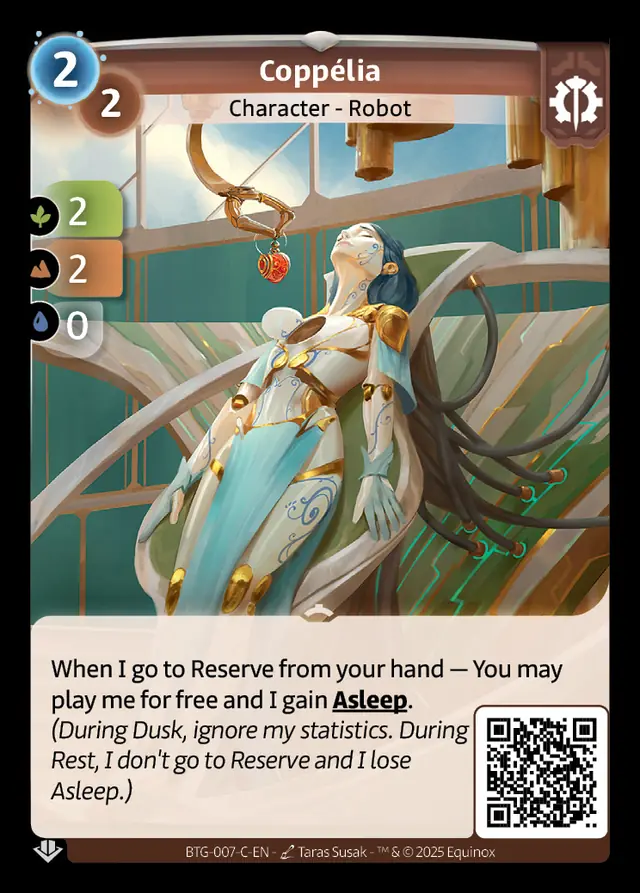 2
Coppélia
2
Character - Robot
2
2
0
When I go to Reserve from your hand — You may
play me for free and I gain Asleep.
(During Dusk, ignore my statistics. During
Rest, I don't go to Reserve and I lose
Asleep.)
BTG-007-C-EN - Taras Susak - ™ & © 2025 Equinox